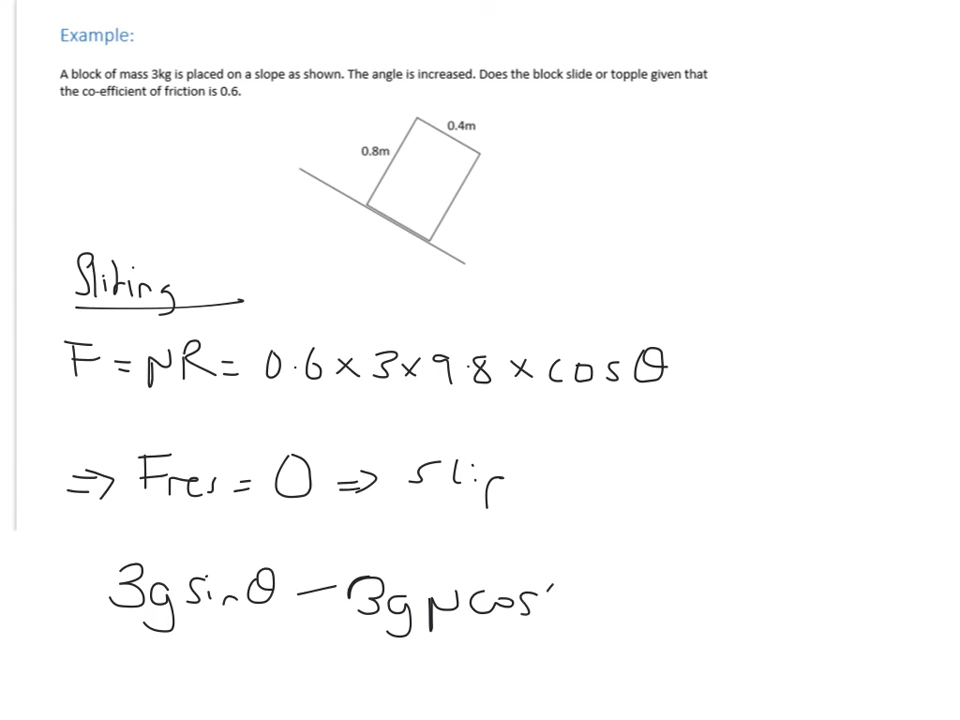 Example:
A block of mass 3kg is placed on a slope as shown. The angle is increased. Does the block slide or topple given that
the co-efficient of friction is 0.6.
0.4m
0.8m
Sliding
F = μR = 0.6 × 3 × 9.8 × cos θ
⇒ Fres = 0 ⇒ slip
3g sin θ − 3g μ cos